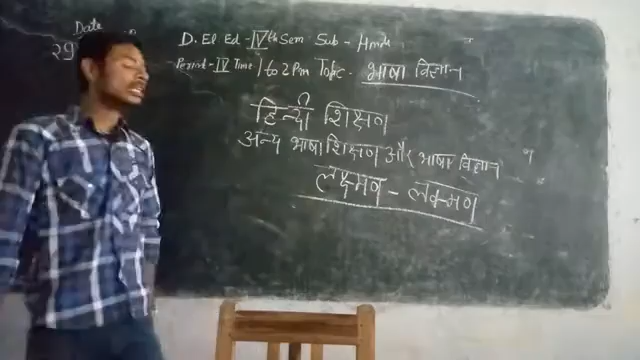 Date
29
D. El Ed - IVth Sem Sub - Hindi
Period - IV Time 1 to 2 Pm Topic - भाषा विज्ञान
हिन्दी शिक्षण
अन्य भाषा शिक्षण और भाषा विज्ञान
लक्ष्मण - लक्मण